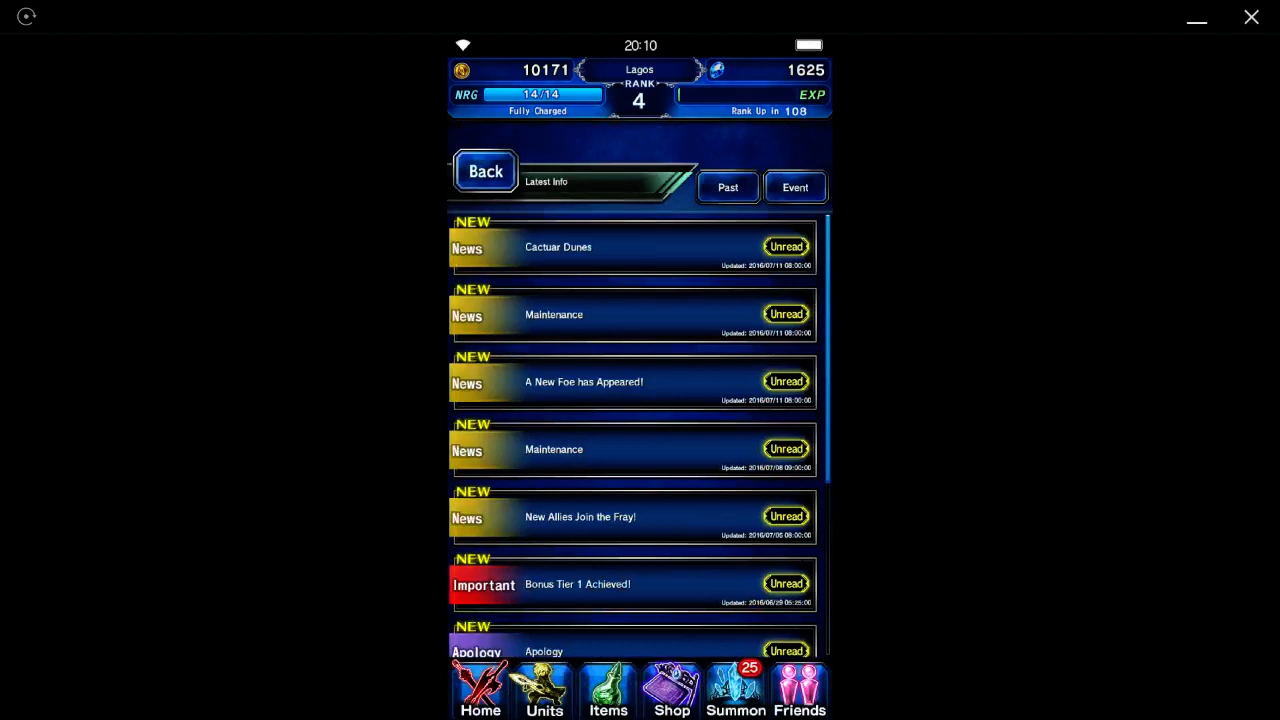 20:10
10171
Lagos
1625
NRG 14/14
RANK
4
EXP
Fully Charged
Rank Up in 108
Back
Latest Info
Past
Event
NEW
News
Cactuar Dunes
Unread
Updated: 2016/07/11 08:00:00
NEW
News
Maintenance
Unread
Updated: 2016/07/11 08:00:00
NEW
News
A New Foe has Appeared!
Unread
Updated: 2016/07/11 08:00:00
NEW
News
Maintenance
Unread
Updated: 2016/07/08 09:00:00
NEW
News
New Allies Join the Fray!
Unread
Updated: 2016/07/05 08:00:00
NEW
Important
Bonus Tier 1 Achieved!
Unread
Updated: 2016/06/29 05:25:00
NEW
Apology
Apology
Unread
25
Home
Units
Items
Shop
Summon
Friends